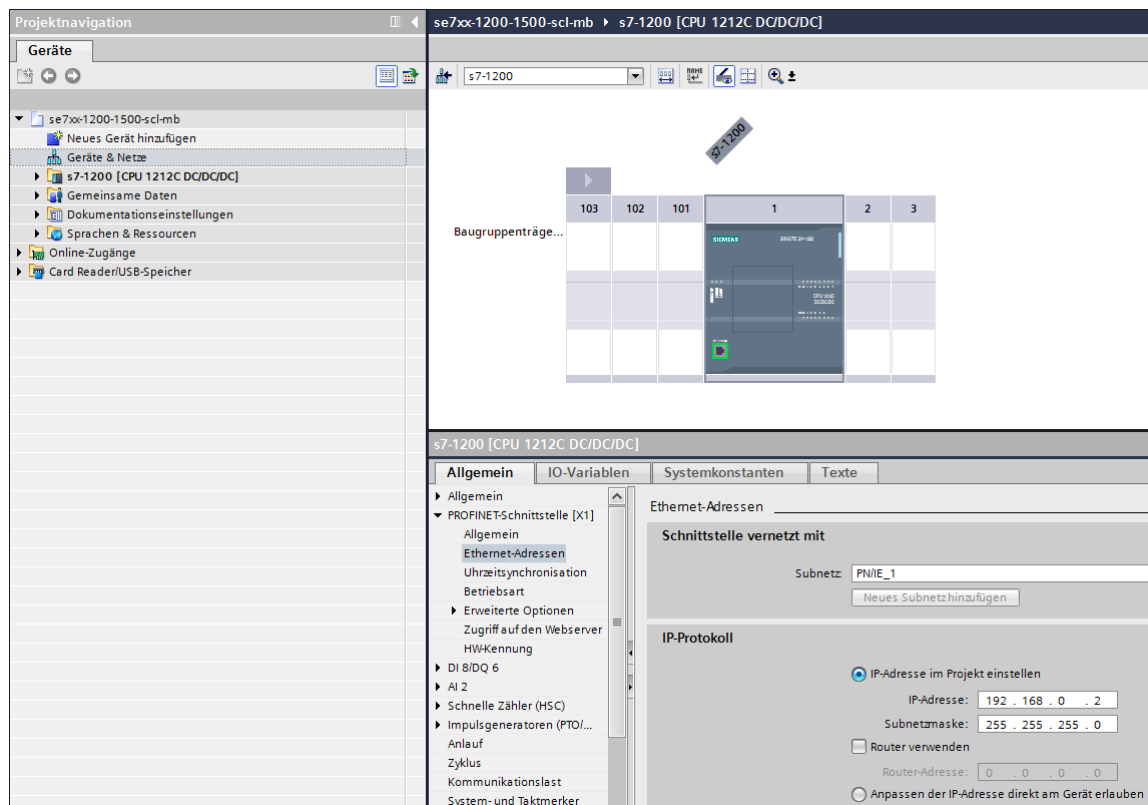 Projektnavigation
Geräte
se7xx-1200-1500-scl-mb
Neues Gerät hinzufügen
Geräte & Netze
s7-1200 [CPU 1212C DC/DC/DC]
Gemeinsame Daten
Dokumentationseinstellungen
Sprachen & Ressourcen
Online-Zugänge
Card Reader/USB-Speicher
se7xx-1200-1500-scl-mb s7-1200 [CPU 1212C DC/DC/DC]
s7-1200
NAME
s7-1200
103 102 101 1 2 3
Baugruppenträge...
SIEMENS
s7-1200 [CPU 1212C DC/DC/DC]
Allgemein IO-Variablen Systemkonstanten Texte
Allgemein
PROFINET-Schnittstelle [X1]
Allgemein
Ethernet-Adressen
Uhrzeitsynchronisation
Betriebsart
Erweiterte Optionen
Zugriff auf den Webserver
HW-Kennung
DI 8/DQ 6
AI 2
Schnelle Zähler (HSC)
Impulsgeneratoren (PTO/...
Anlauf
Zyklus
Kommunikationslast
System- und Taktmerker
Ethernet-Adressen
Schnittstelle vernetzt mit
Subnetz: PN/IE_1
Neues Subnetz hinzufügen
IP-Protokoll
IP-Adresse im Projekt einstellen
IP-Adresse: 192 . 168 . 0 . 2
Subnetzmaske: 255 . 255 . 255 . 0
Router verwenden
Router-Adresse: 0 . 0 . 0 . 0
Anpassen der IP-Adresse direkt am Gerät erlauben